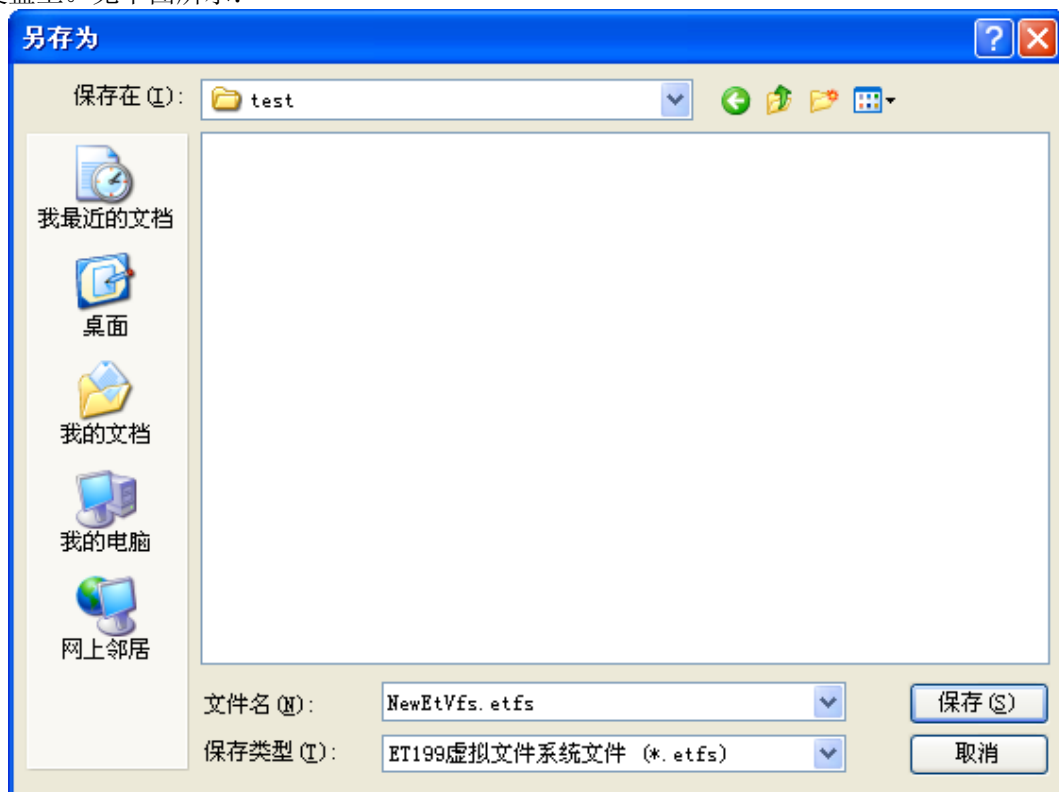 另存为
保存在(I):
test
我最近的文档
桌面
我的文档
我的电脑
网上邻居
文件名(N):
NewEtVfs.etfs
保存(S)
保存类型(T):
ET199虚拟文件系统文件 (*.etfs)
取消